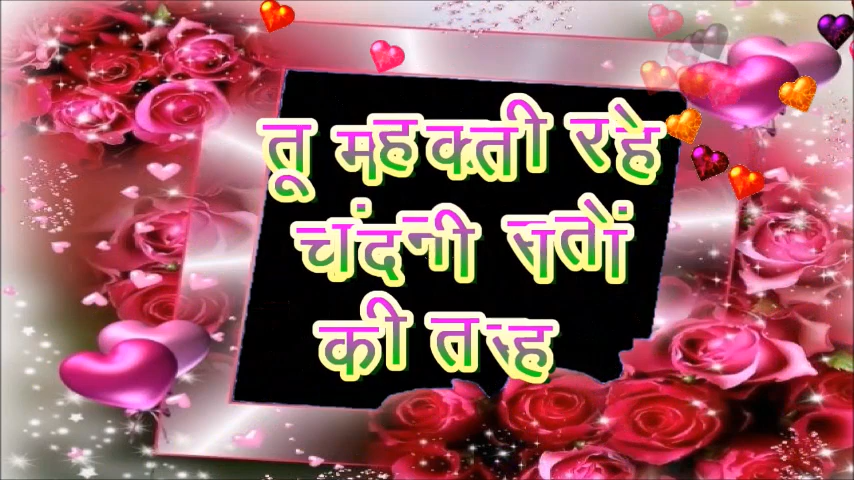 तू महकती रहे
चांदनी रातों
की तरह